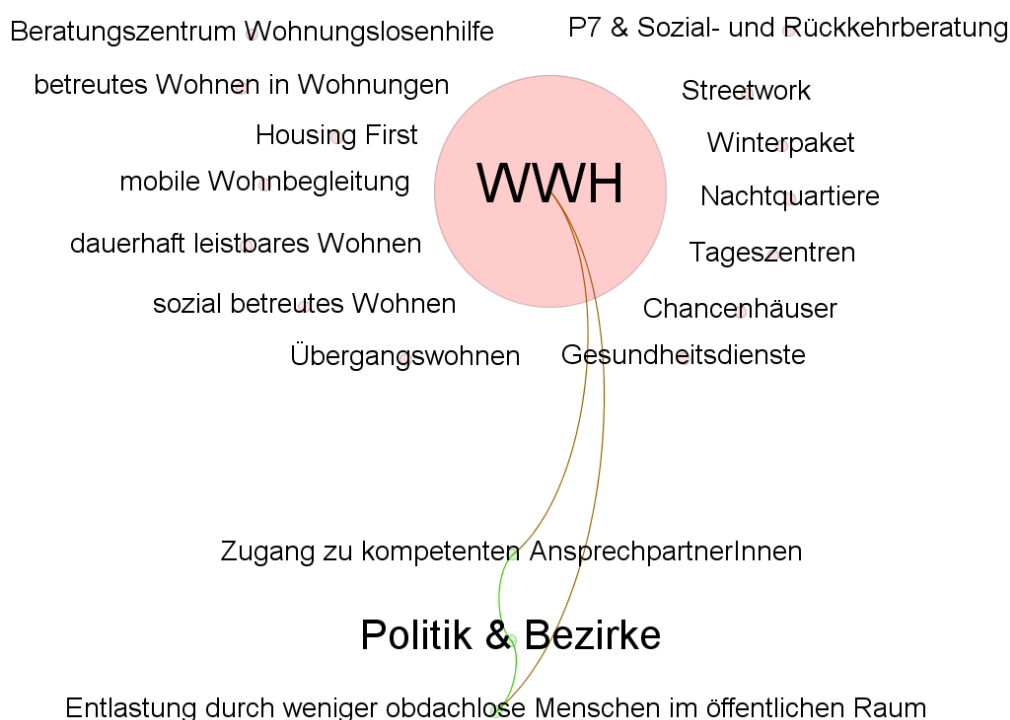 Beratungszentrum Wohnungslosenhilfe
P7 & Sozial- und Rückkehrberatung
betreutes Wohnen in Wohnungen
Streetwork
Housing First
Winterpaket
WWH
mobile Wohnbegleitung
Nachtquartiere
dauerhaft leistbares Wohnen
Tageszentren
sozial betreutes Wohnen
Chancenhäuser
Übergangswohnen
Gesundheitsdienste
Zugang zu kompetenten AnsprechpartnerInnen
Politik & Bezirke
Entlastung durch weniger obdachlose Menschen im öffentlichen Raum